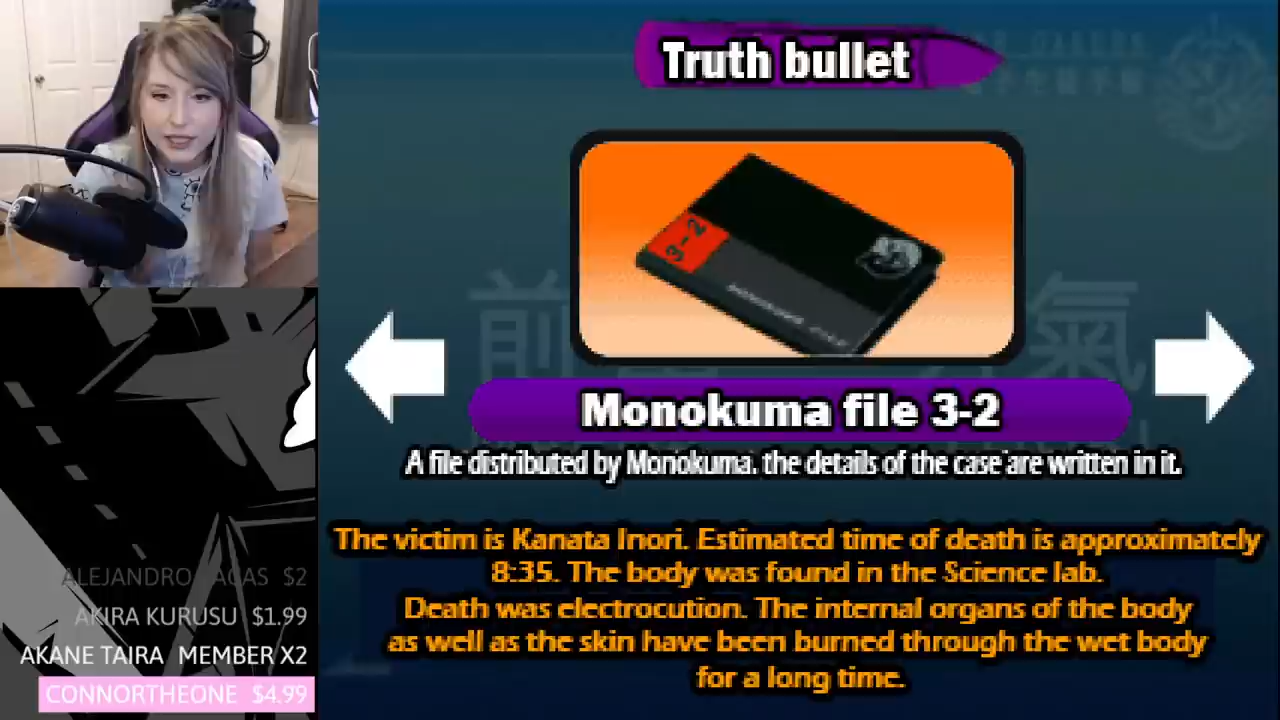 Truth bullet
3-2
Monokuma file 3-2
A file distributed by Monokuma. the details of the case are written in it.
The victim is Kanata Inori. Estimated time of death is approximately
8:35. The body was found in the Science lab.
Death was electrocution. The internal organs of the body
as well as the skin have been burned through the wet body
for a long time.
ALEJANDRO $2
AKIRA KURUSU $1.99
AKANE TAIRA MEMBER X2
CONNORTHEONE $4.99